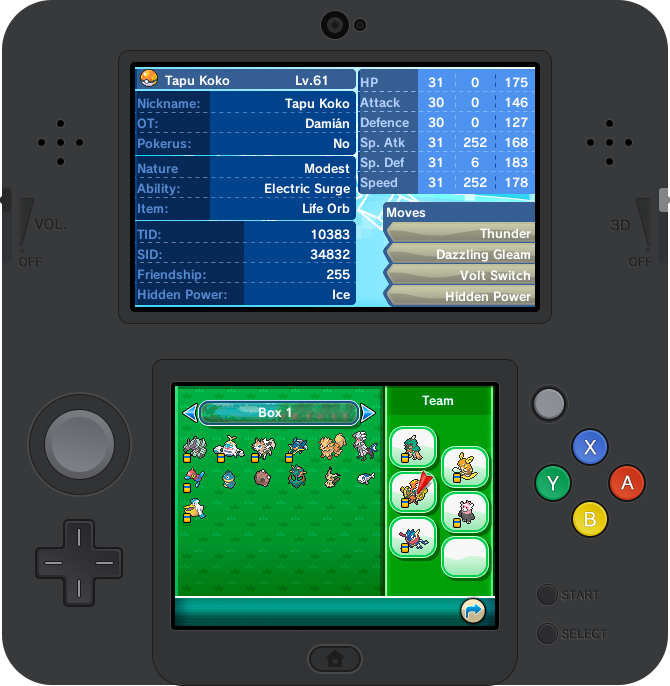 Tapu Koko Lv.61
Nickname: Tapu Koko
OT: Damián
Pokerus: No
Nature Modest
Ability: Electric Surge
Item: Life Orb
TID: 10383
SID: 34832
Friendship: 255
Hidden Power: Ice
HP 31 0 175
Attack 30 0 146
Defence 30 0 127
Sp. Atk 31 252 168
Sp. Def 31 6 183
Speed 31 252 178
Moves
Thunder
Dazzling Gleam
Volt Switch
Hidden Power
VOL.
OFF
3D
OFF
Box 1
Team
X
Y
A
B
START
SELECT